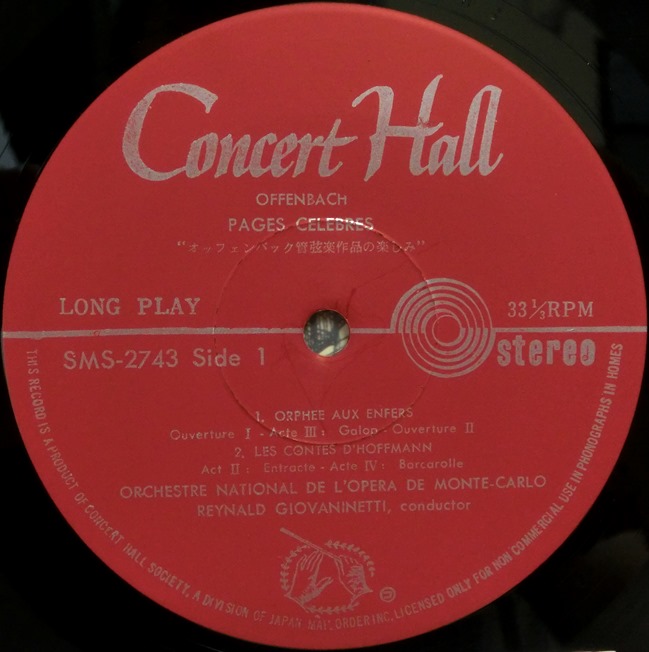 Concert Hall
OFFENBACH
PAGES CELEBRES
"オッフェンバック管弦楽作品の楽しみ"
LONG PLAY
33 1/3 RPM
SMS-2743 Side 1
stereo
1. ORPHEE AUX ENFERS
Ouverture I - Acte III: Galop - Ouverture II
2. LES CONTES D'HOFFMANN
Act II: Entracte - Acte IV: Barcarolle
ORCHESTRE NATIONAL DE L'OPERA DE MONTE-CARLO
REYNALD GIOVANINETTI, conductor
THIS RECORD IS A PRODUCT OF CONCERT HALL SOCIETY, A DIVISION OF JAPAN MAIL ORDER INC. LICENSED ONLY FOR NON COMMERCIAL USE IN PHONOGRAPHS IN HOMES